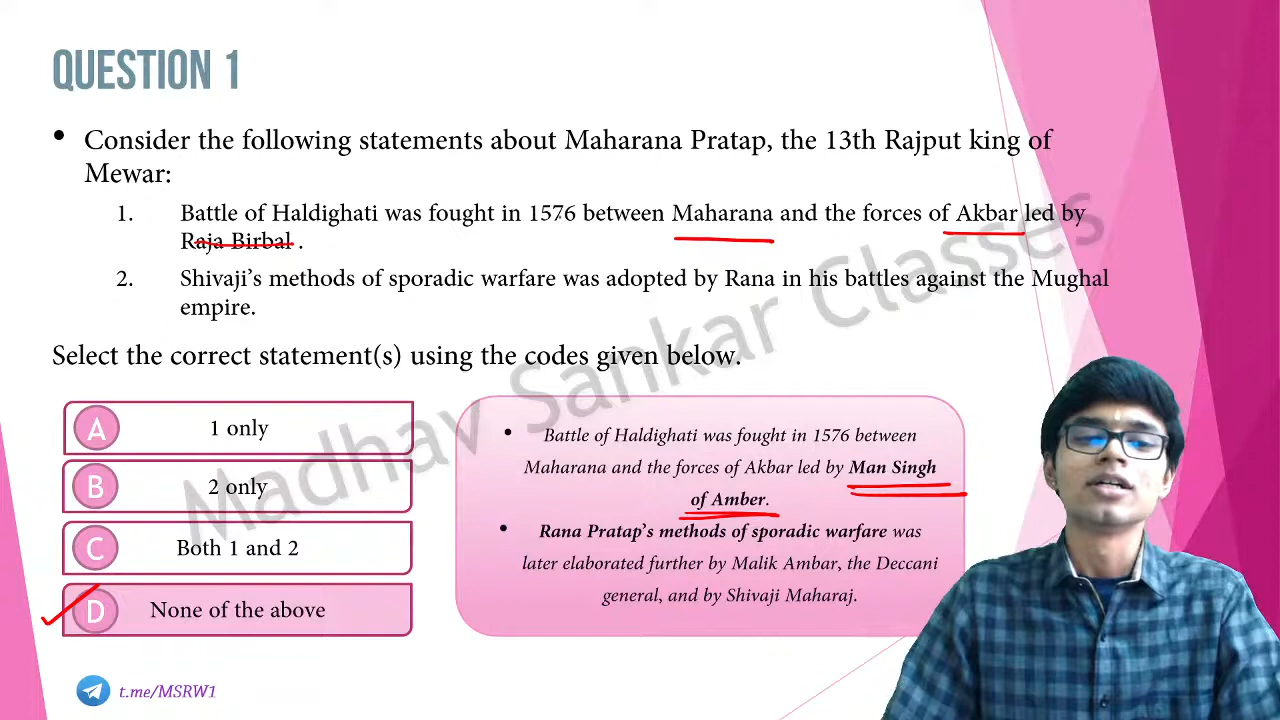 QUESTION 1
• Consider the following statements about Maharana Pratap, the 13th Rajput king of
Mewar:
1. Battle of Haldighati was fought in 1576 between Maharana and the forces of Akbar led by
Raja Birbal .
2. Shivaji's methods of sporadic warfare was adopted by Rana in his battles against the Mughal
empire.
Select the correct statement(s) using the codes given below.
A 1 only
B 2 only
C Both 1 and 2
D None of the above
• Battle of Haldighati was fought in 1576 between
Maharana and the forces of Akbar led by Man Singh
of Amber.
• Rana Pratap's methods of sporadic warfare was
later elaborated further by Malik Ambar, the Deccani
general, and by Shivaji Maharaj.
Madhav Sankar Classes
t.me/MSRW1